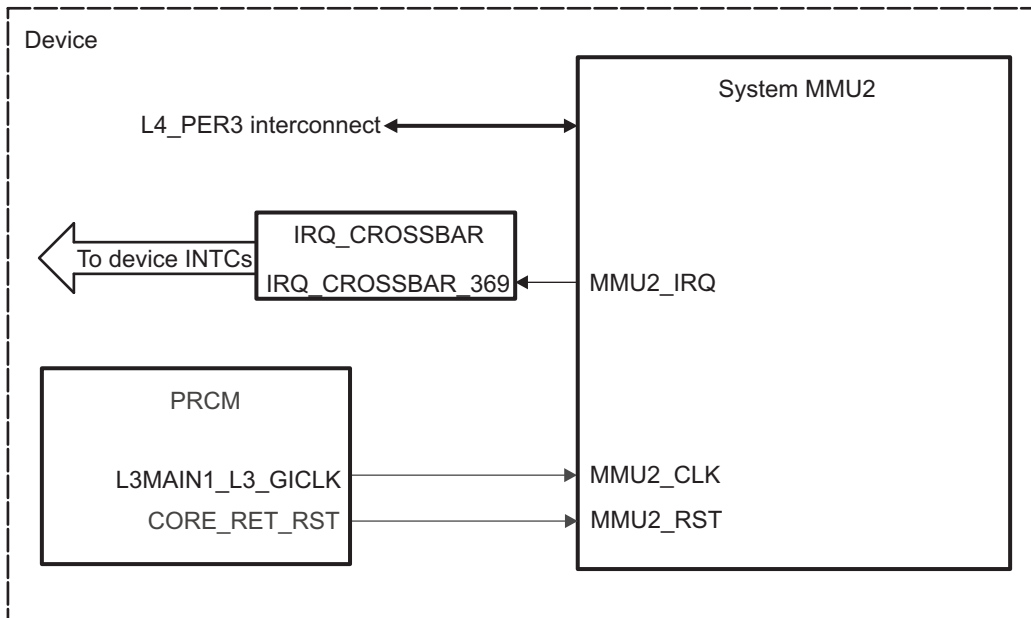 Device
System MMU2
L4_PER3 interconnect
IRQ_CROSSBAR
To device INTCs
IRQ_CROSSBAR_369
MMU2_IRQ
PRCM
L3MAIN1_L3_GICLK
MMU2_CLK
CORE_RET_RST
MMU2_RST